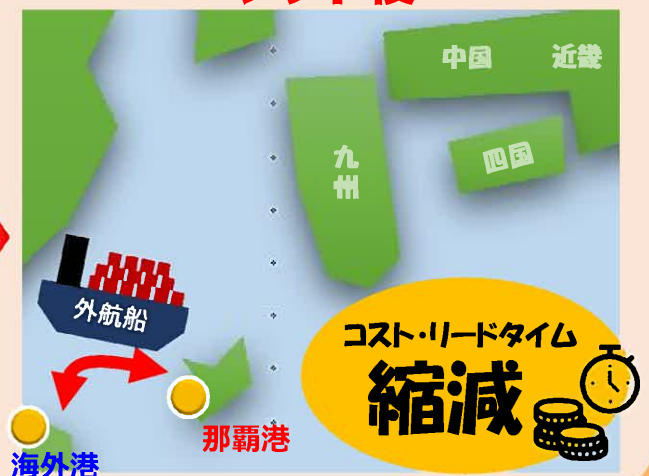 中国 近畿
九州
四国
外航船
コスト・リードタイム
縮減
那覇港
海外港